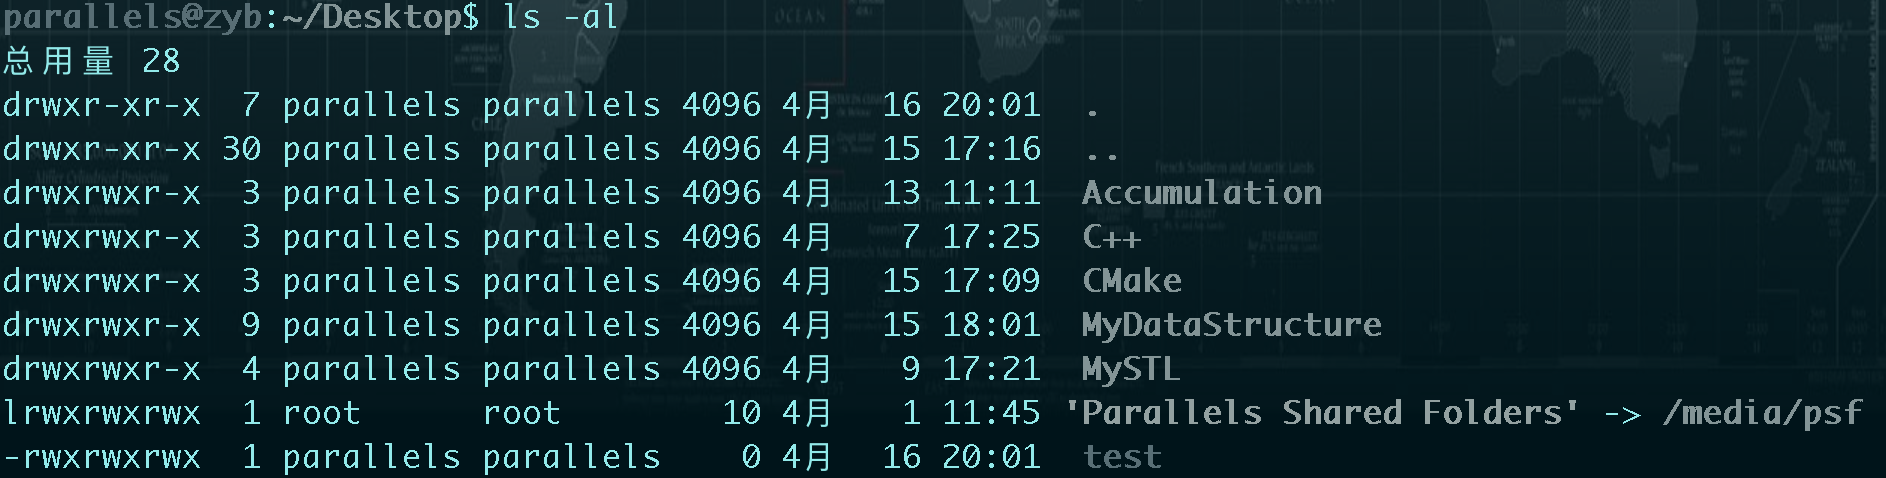 parallels@zyb:~/Desktop$ ls -al
总用量 28
drwxr-xr-x  7 parallels parallels 4096 4月  16 20:01  .
drwxr-xr-x 30 parallels parallels 4096 4月  15 17:16  ..
drwxrwxr-x  3 parallels parallels 4096 4月  13 11:11  Accumulation
drwxrwxr-x  3 parallels parallels 4096 4月   7 17:25  C++
drwxrwxr-x  3 parallels parallels 4096 4月  15 17:09  CMake
drwxrwxr-x  9 parallels parallels 4096 4月  15 18:01  MyDataStructure
drwxrwxr-x  4 parallels parallels 4096 4月   9 17:21  MySTL
lrwxrwxrwx  1 root      root        10 4月   1 11:45 'Parallels Shared Folders' -> /media/psf
-rwxrwxrwx  1 parallels parallels    0 4月  16 20:01  test